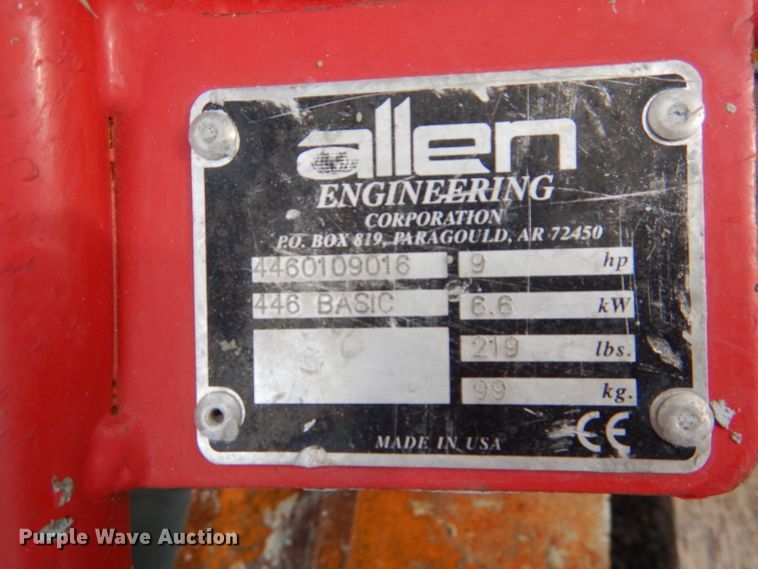 allen
ENGINEERING
CORPORATION
P.O. BOX 819, PARAGOULD, AR 72450
4460109016 9 hp
446 BASIC 6.6 kW
219 lbs.
99 kg.
MADE IN USA CE
Purple Wave Auction